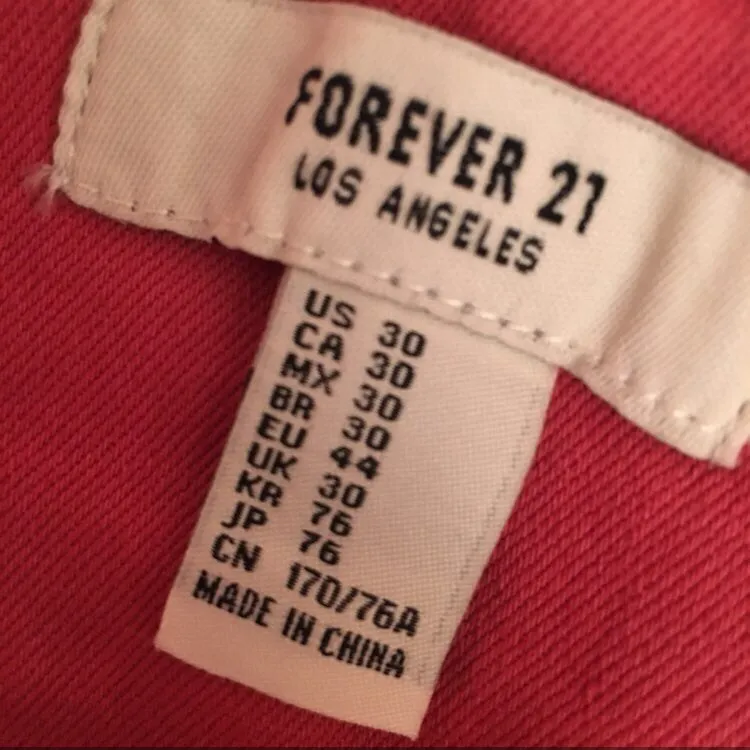 FOREVER 21
LOS ANGELES
US 30
CA 30
MX 30
BR 30
EU 44
UK 30
KR 76
JP 76
CN 170/76A
MADE IN CHINA